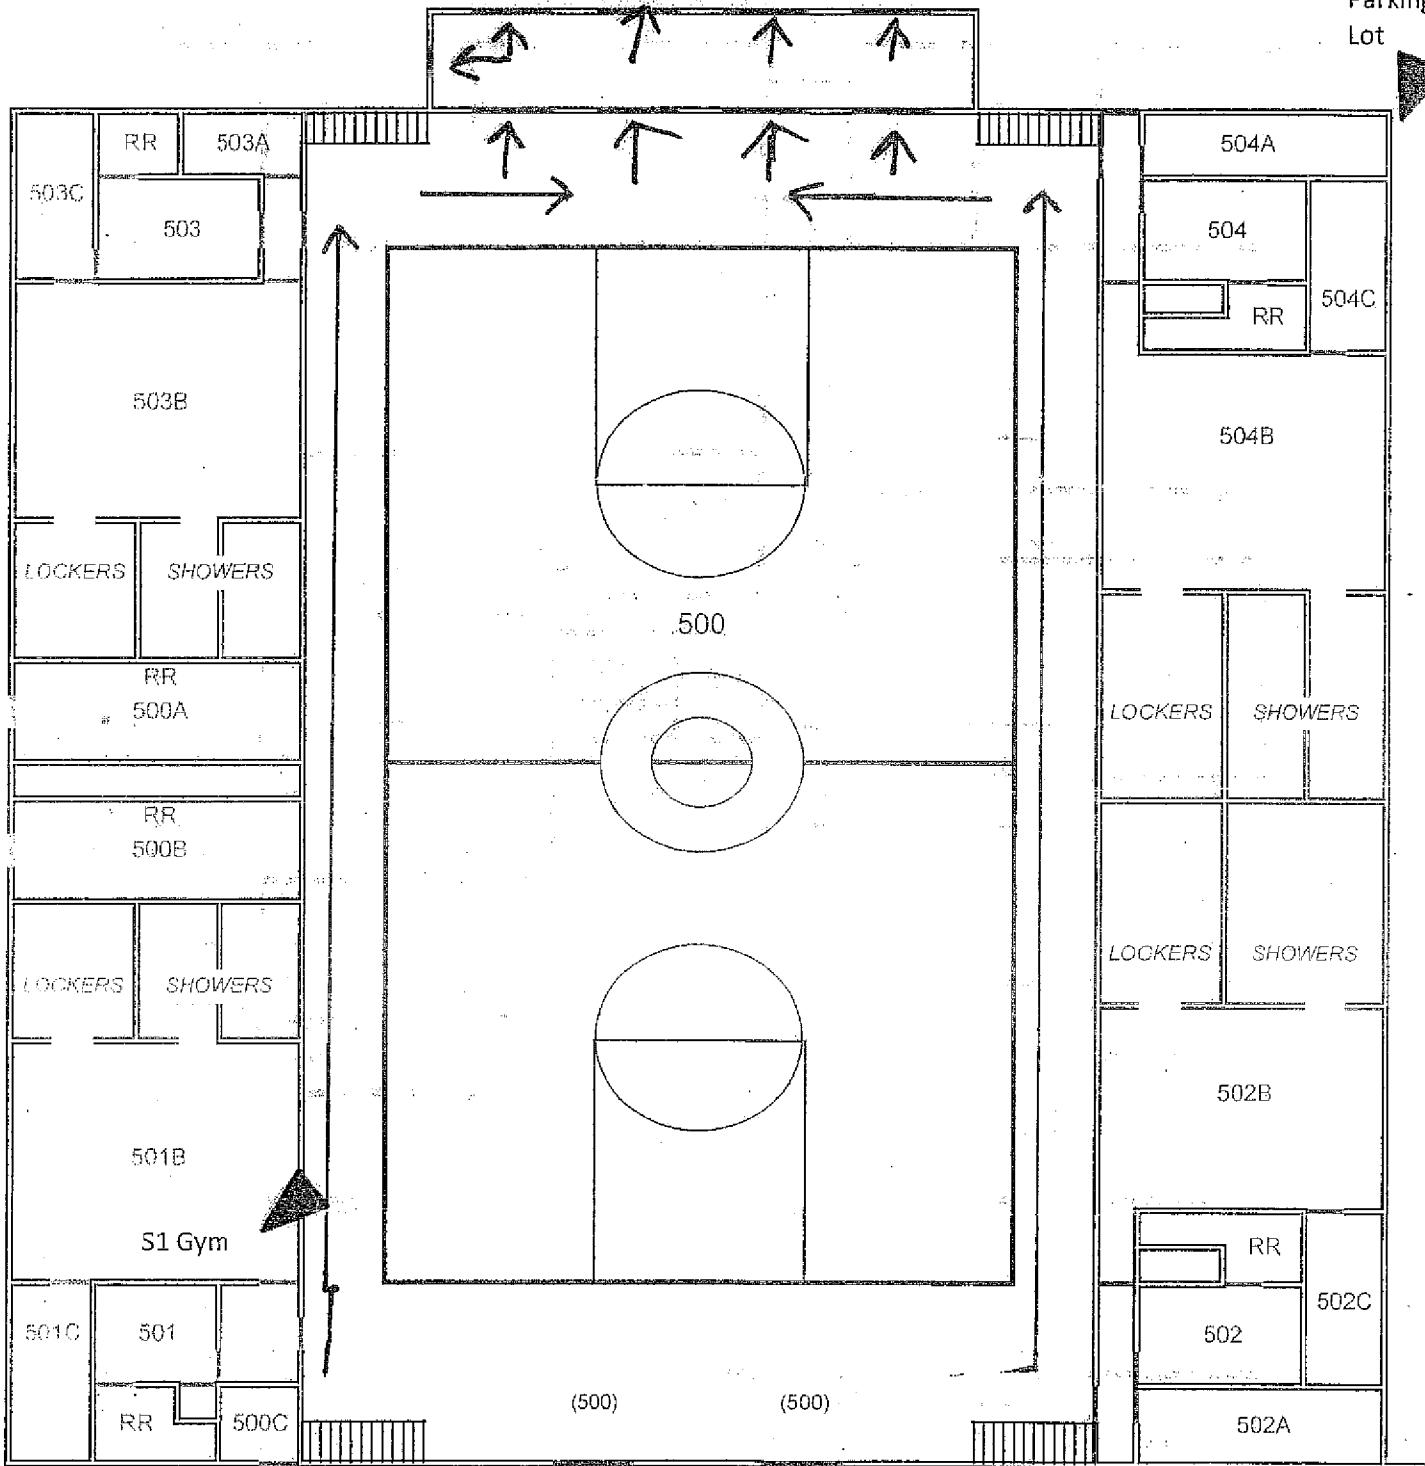 Parking
Lot
RR
503A
504A
503C
503
504
504C
RR
503B
504B
LOCKERS
SHOWERS
500
RR
500A
LOCKERS
SHOWERS
RR
500B
LOCKERS
SHOWERS
LOCKERS
SHOWERS
502B
501B
S1 Gym
RR
502C
501C
501
502
(500)
(500)
RR
500C
502A